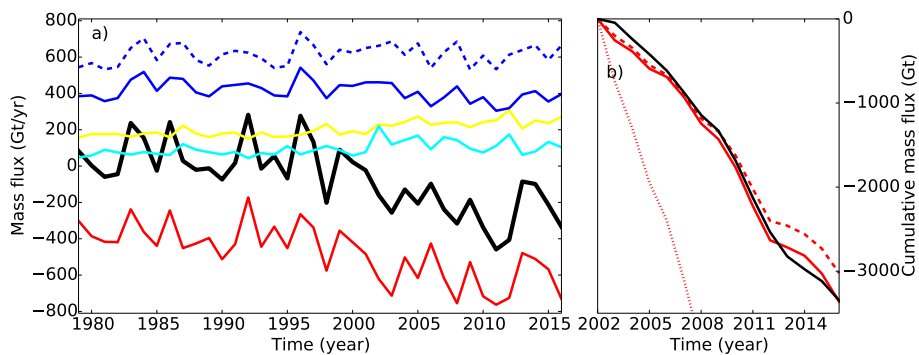 a)
800
600
400
200
0
−200
−400
−600
−800
Mass flux (Gt/yr)
1980 1985 1990 1995 2000 2005 2010 2015
Time (year)
b)
0
−1000
−2000
−3000
Cumulative mass flux (Gt)
2002 2005 2008 2011 2014
Time (year)